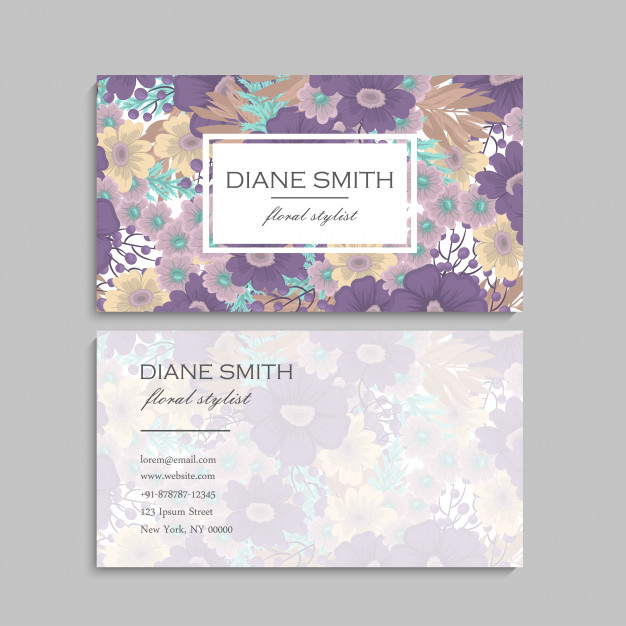 DIANE SMITH
floral stylist
DIANE SMITH
floral stylist
lorem@email.com
www.website.com
+91-878787-12345
123 Ipsum Street
New York, NY 00000